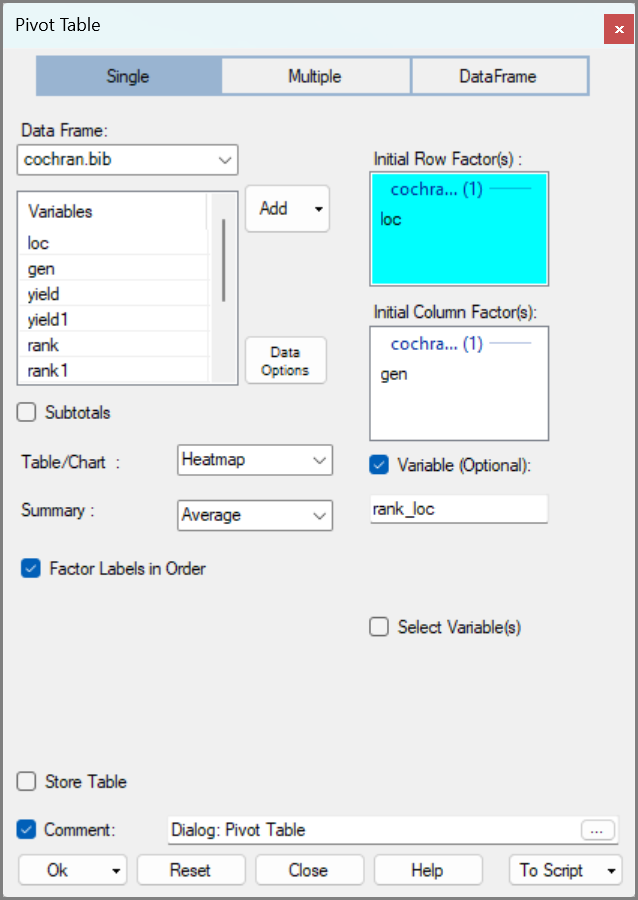 Pivot Table
x
Single Multiple DataFrame
Data Frame:
cochran.bib
Variables
loc
gen
yield
yield1
rank
rank1
Add
Data
Options
Initial Row Factor(s) :
cochra... (1)
loc
Initial Column Factor(s):
cochra... (1)
gen
Subtotals
Table/Chart :
Heatmap
Variable (Optional):
rank_loc
Summary :
Average
Factor Labels in Order
Select Variable(s)
Store Table
Comment:
Dialog: Pivot Table
...
Ok Reset Close Help To Script